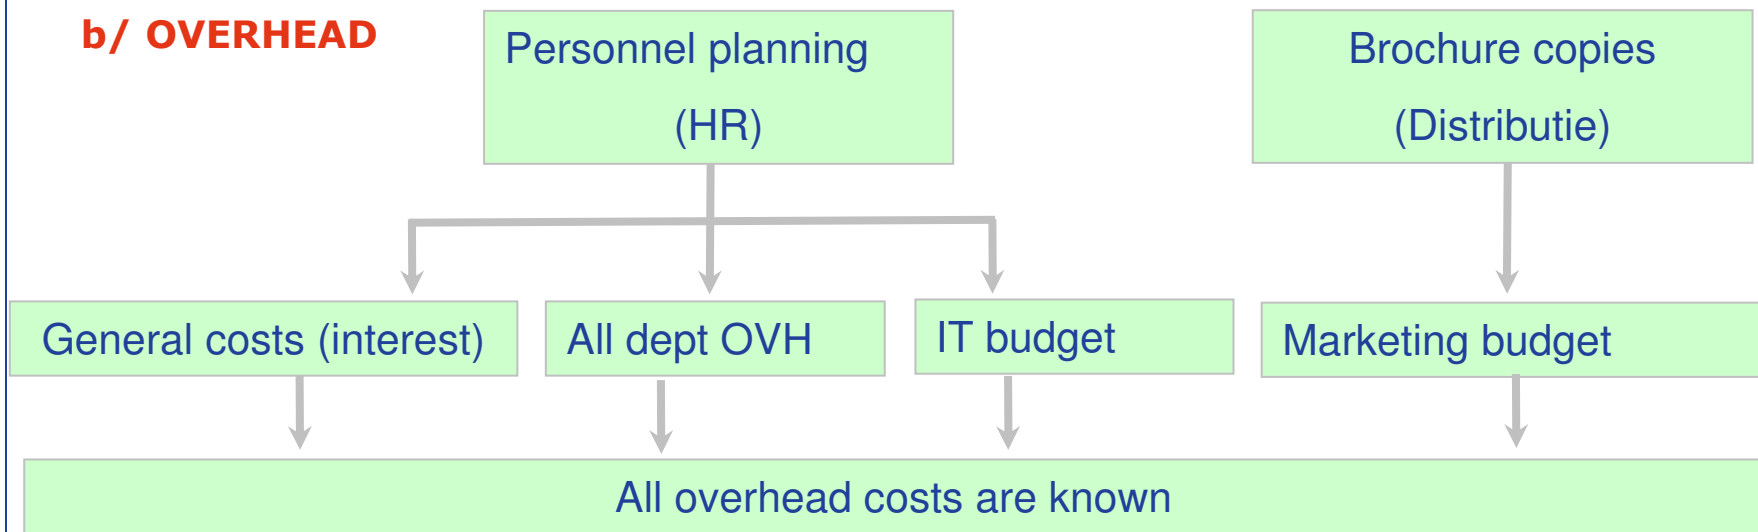 b/ OVERHEAD
Personnel planning
(HR)
Brochure copies
(Distributie)
General costs (interest)
All dept OVH
IT budget
Marketing budget
All overhead costs are known